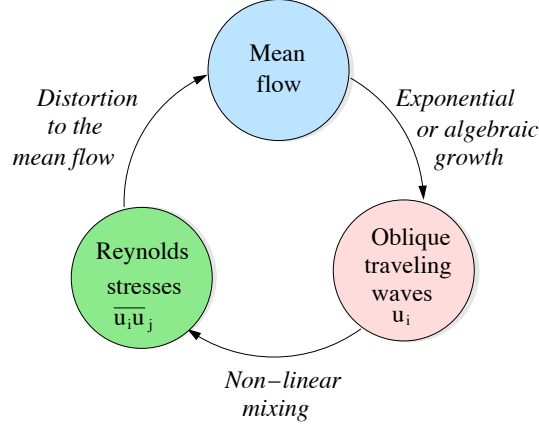 Mean
flow
Distortion
to the
mean flow
Exponential
or algebraic
growth
Reynolds
stresses
u̅ᵢu̅ⱼ
Oblique
traveling
waves
uᵢ
Non−linear
mixing